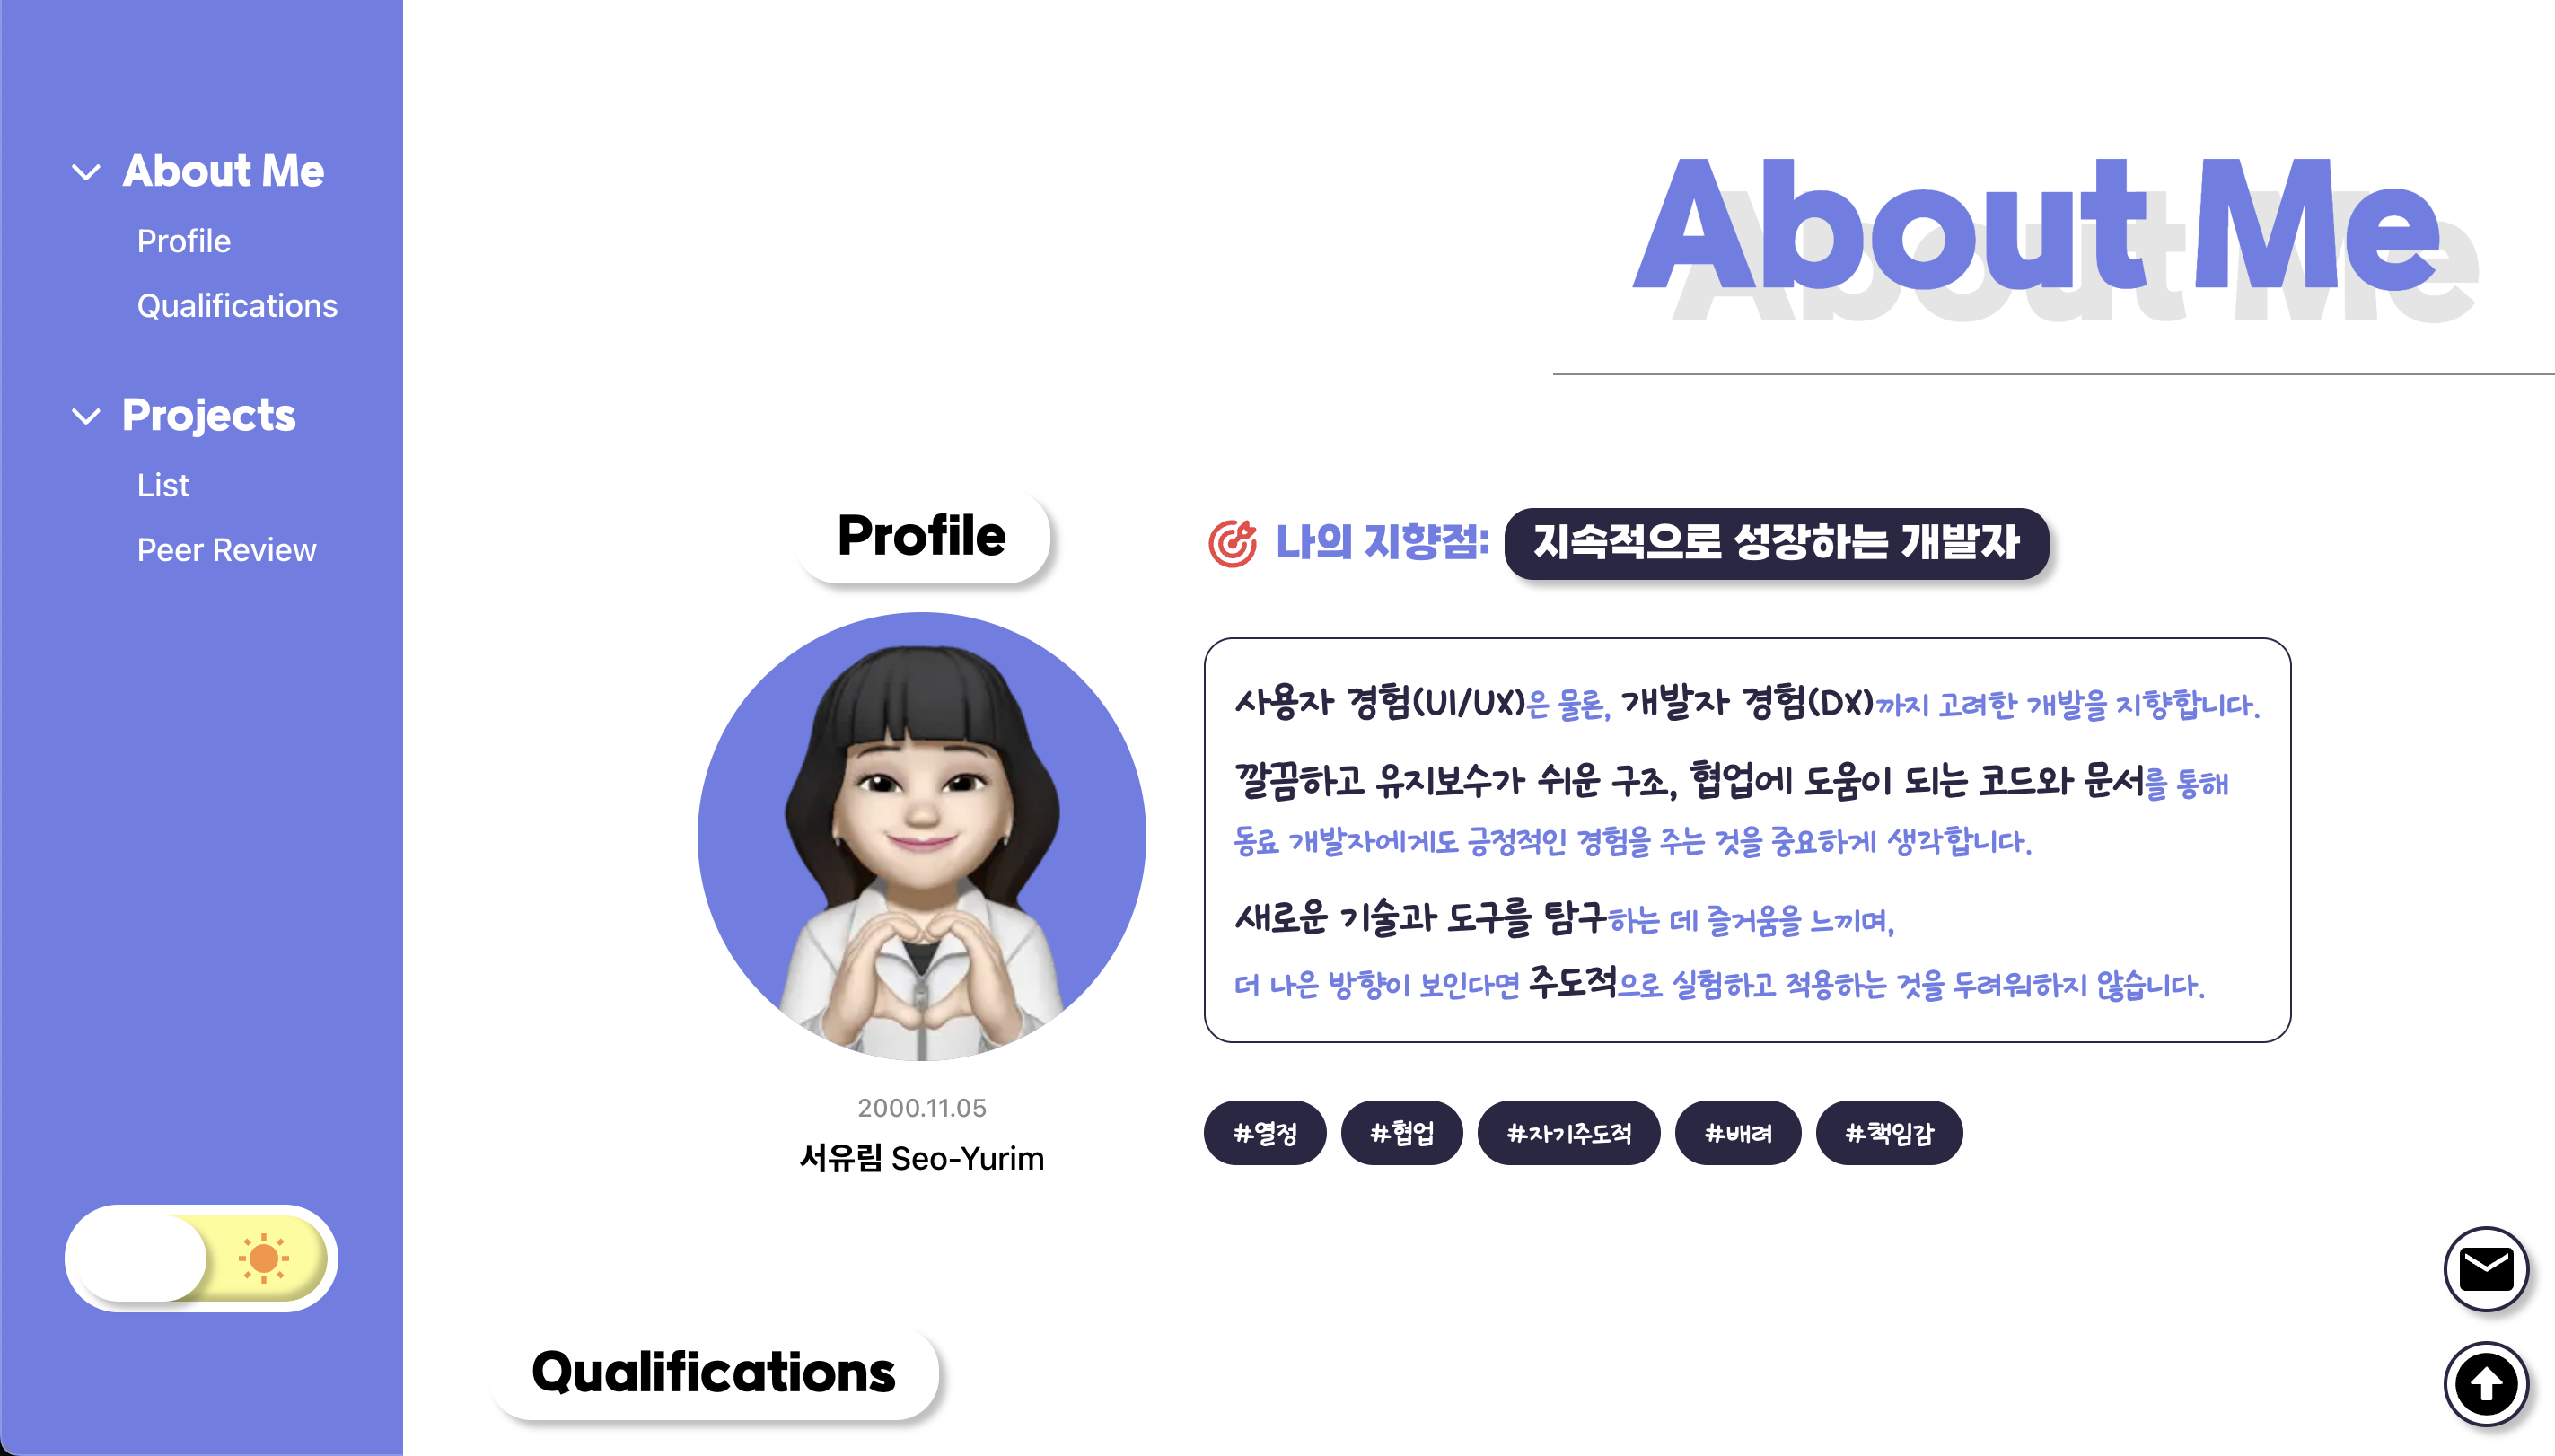 About Me
Profile
Qualifications
Projects
List
Peer Review
About Me
Profile
2000.11.05
서유림 Seo-Yurim
나의 지향점: 지속적으로 성장하는 개발자
사용자 경험(UI/UX)은 물론, 개발자 경험(DX)까지 고려한 개발을 지향합니다.
깔끔하고 유지보수가 쉬운 구조, 협업에 도움이 되는 코드와 문서를 통해
동료 개발자에게도 긍정적인 경험을 주는 것을 중요하게 생각합니다.
새로운 기술과 도구를 탐구하는 데 즐거움을 느끼며,
더 나은 방향이 보인다면 주도적으로 실험하고 적용하는 것을 두려워하지 않습니다.
#열정 #협업 #자기주도적 #배려 #책임감
Qualifications